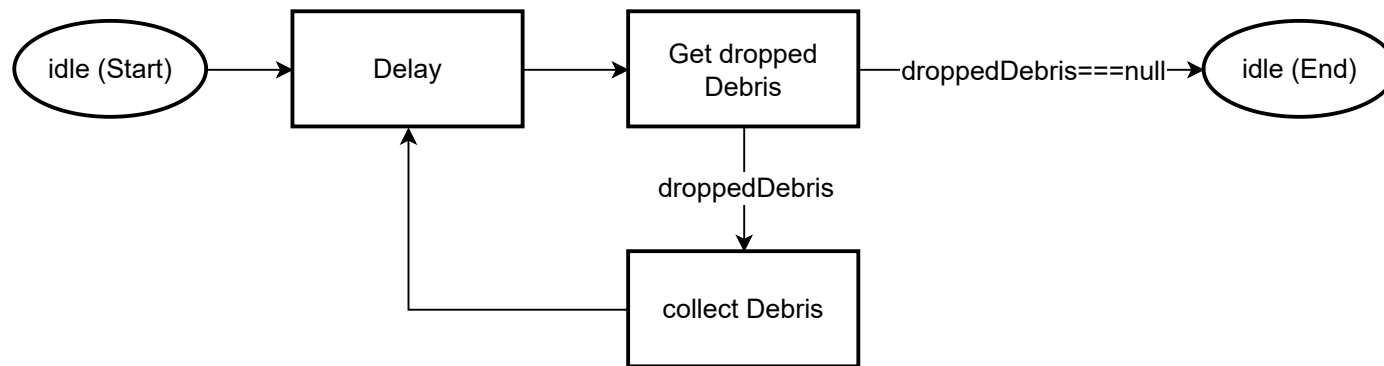 idle (Start)
Delay
Get dropped
Debris
droppedDebris===null
idle (End)
droppedDebris
collect Debris